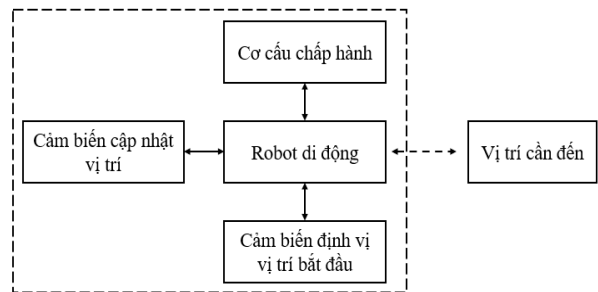 Cơ cấu chấp hành
Cảm biến cập nhật
vị trí
Robot di động
Vị trí cần đến
Cảm biến định vị
vị trí bắt đầu